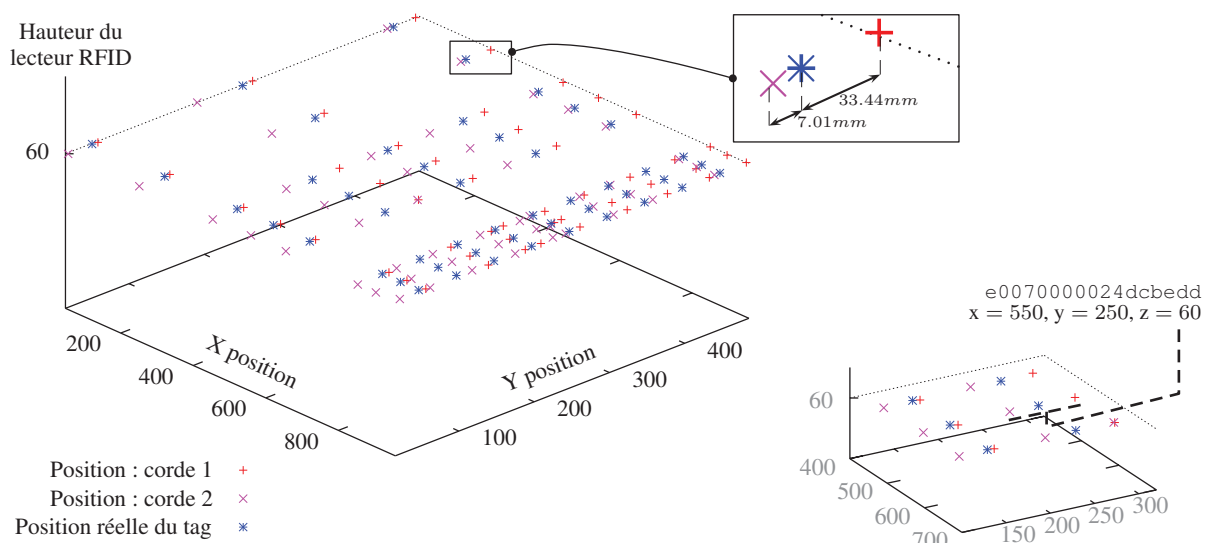 Hauteur du
lecteur RFID
60
200
400
600
800
X position
100
200
300
400
Y position
33.44mm
7.01mm
Position : corde 1
Position : corde 2
Position réelle du tag
e0070000024dcbedd
x = 550, y = 250, z = 60
60
400
500
600
700
150
200
250
300